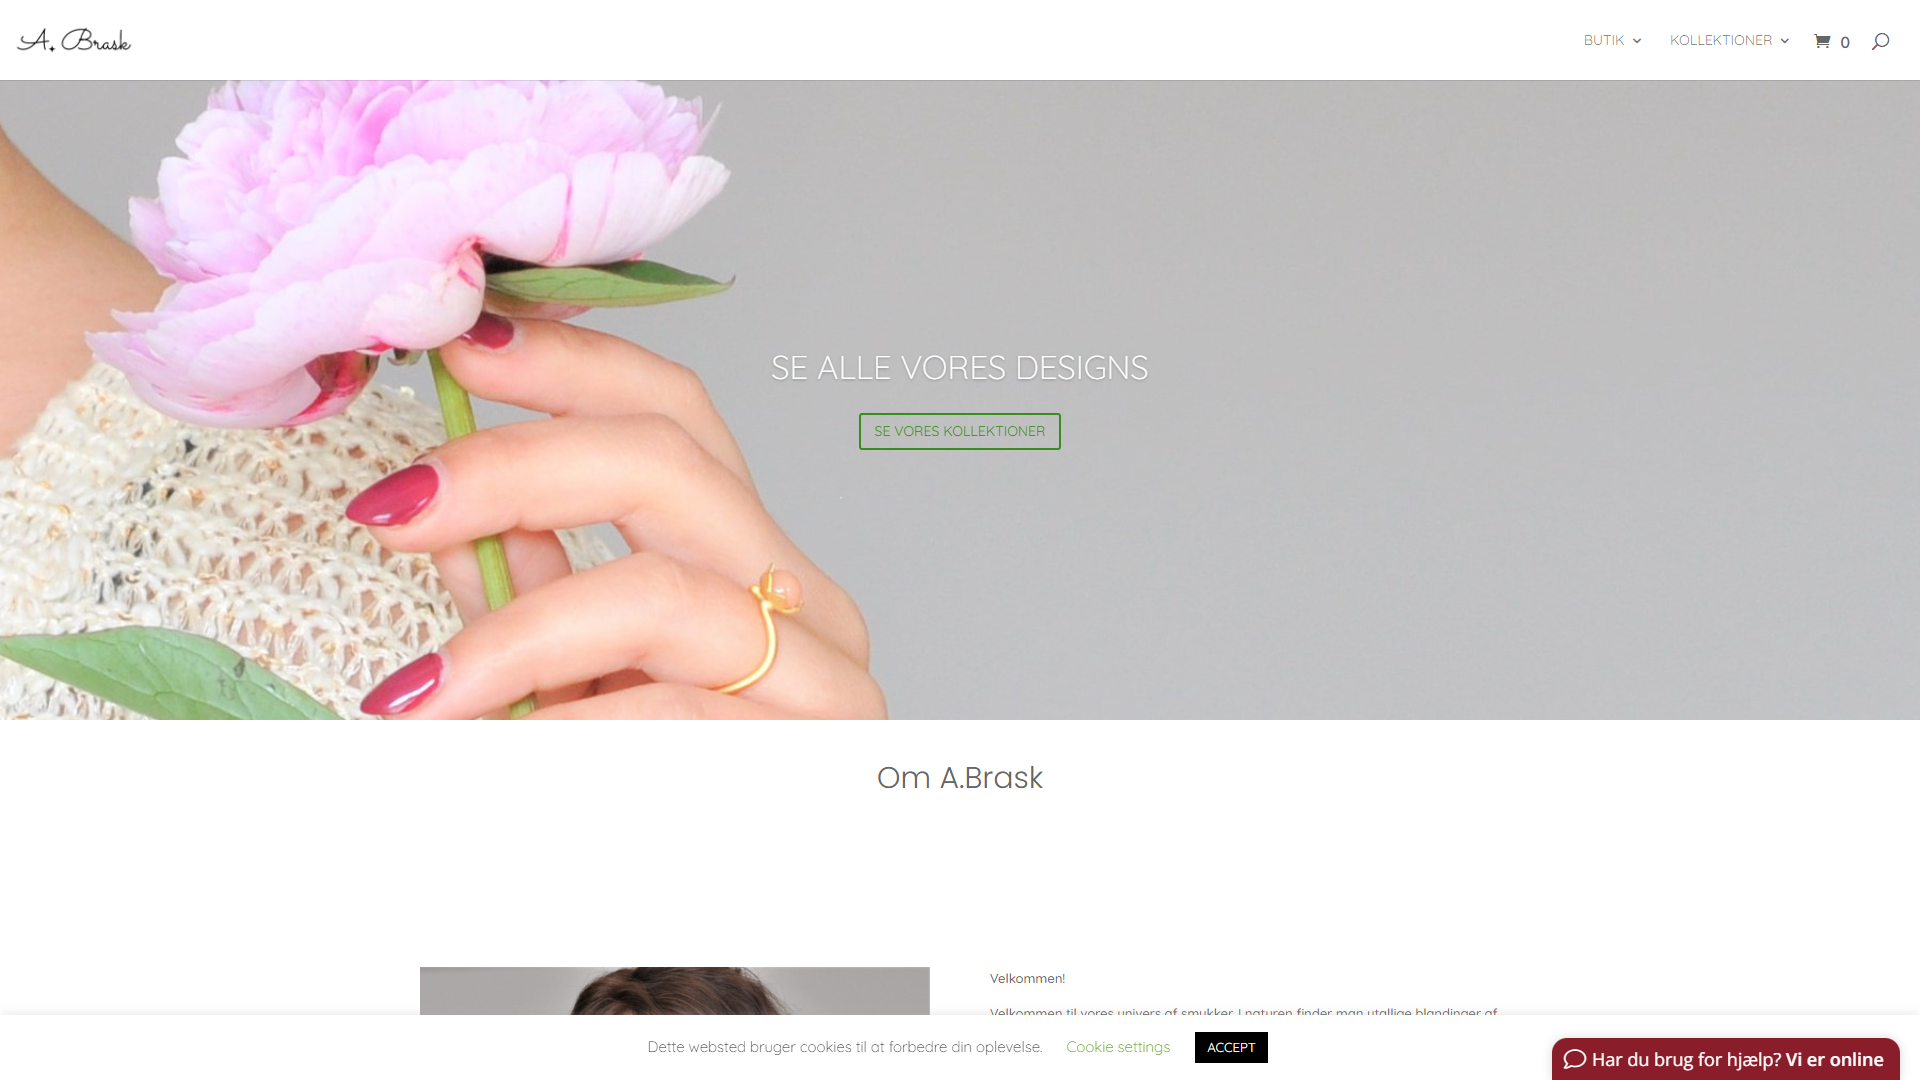 A. Brask
BUTIK
KOLLEKTIONER
0
SE ALLE VORES DESIGNS
SE VORES KOLLEKTIONER
Om A.Brask
Velkommen!
Velkommen til vores univers af smukker. I naturen finder man utallige blandinger af
Dette websted bruger cookies til at forbedre din oplevelse.
Cookie settings
ACCEPT
Har du brug for hjælp? Vi er online